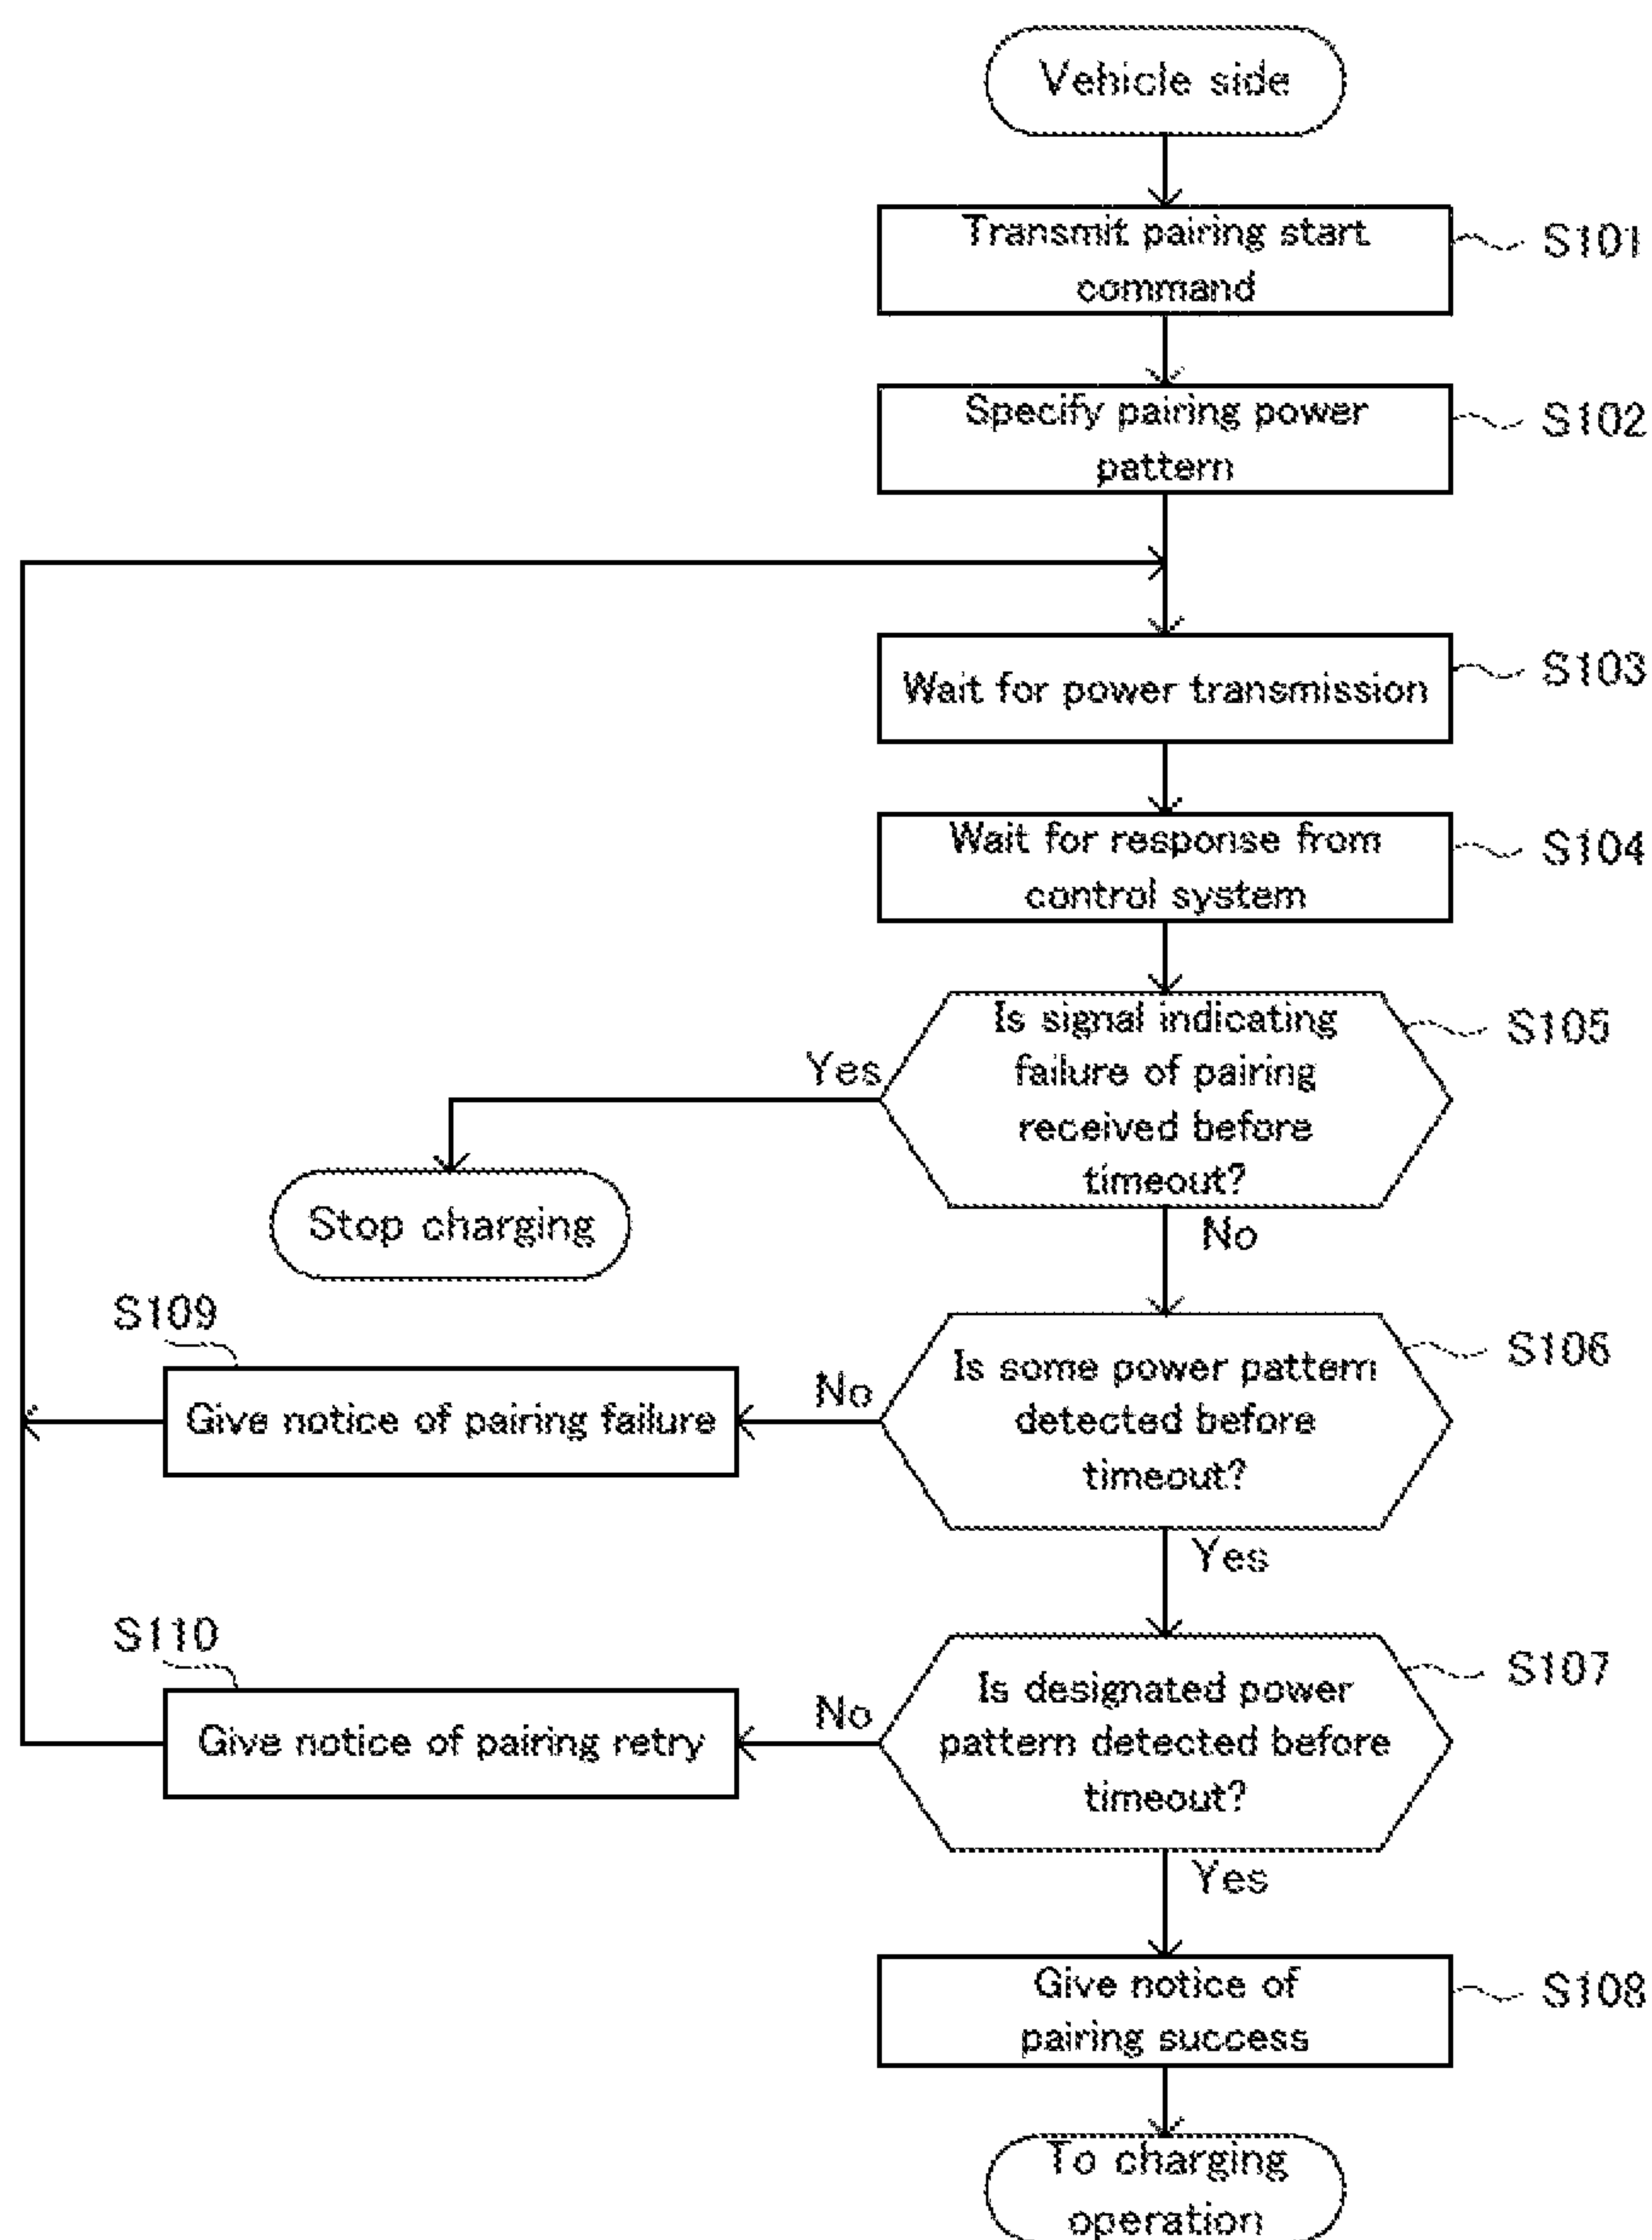 Vehicle side
Transmit pairing start
command
S101
Specify pairing power
pattern
S102
Wait for power transmission
S103
Wait for response from
control system
S104
Is signal indicating
failure of pairing
received before
timeout?
S105
Yes
No
Stop charging
Is some power pattern
detected before
timeout?
S106
No
Yes
S109
Give notice of pairing failure
Is designated power
pattern detected before
timeout?
S107
No
Yes
S110
Give notice of pairing retry
Give notice of
pairing success
S108
To charging
operation